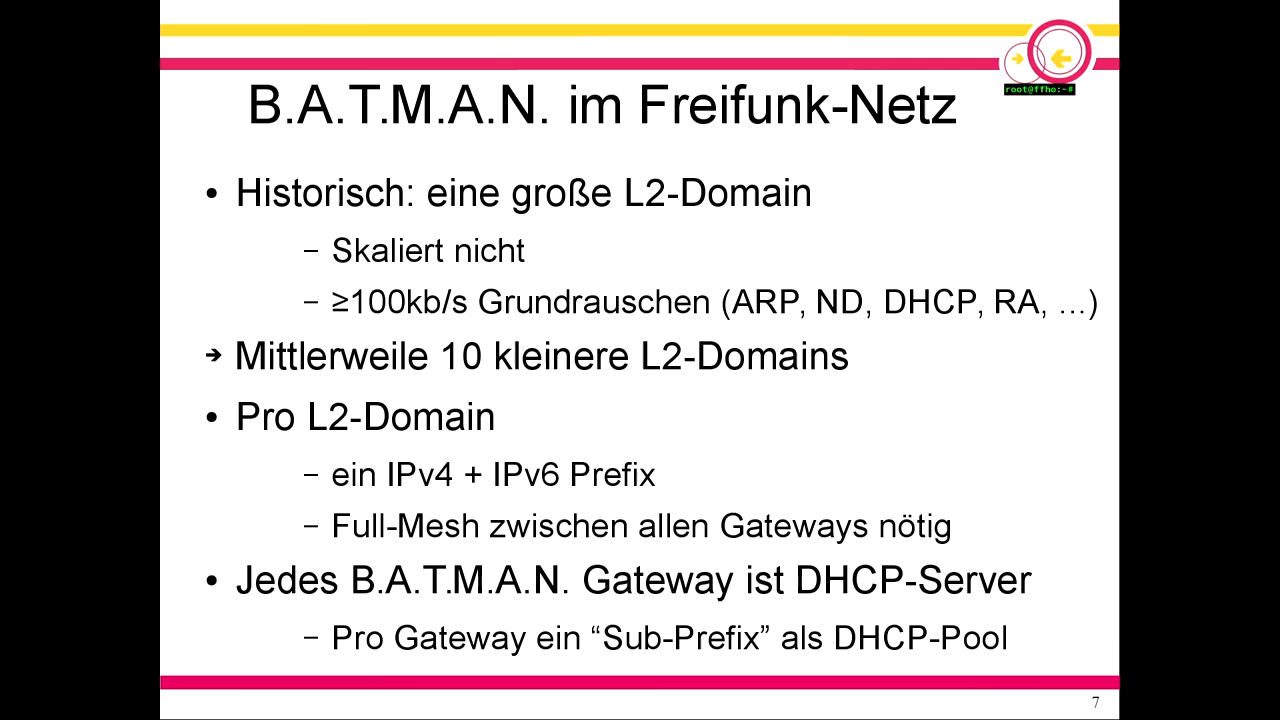 root@ffho:~#
B.A.T.M.A.N. im Freifunk-Netz
● Historisch: eine große L2-Domain
– Skaliert nicht
– ≥100kb/s Grundrauschen (ARP, ND, DHCP, RA, ...)
➔ Mittlerweile 10 kleinere L2-Domains
● Pro L2-Domain
– ein IPv4 + IPv6 Prefix
– Full-Mesh zwischen allen Gateways nötig
● Jedes B.A.T.M.A.N. Gateway ist DHCP-Server
– Pro Gateway ein “Sub-Prefix” als DHCP-Pool
7